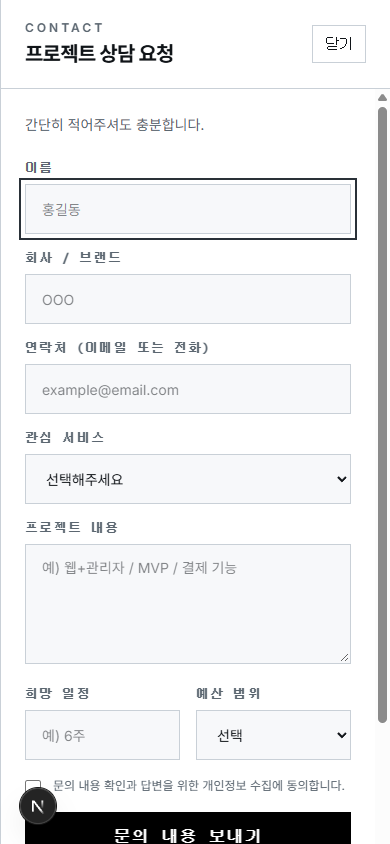 CONTACT
프로젝트 상담 요청
닫기
간단히 적어주셔도 충분합니다.
이름
홍길동
회사 / 브랜드
OOO
연락처 (이메일 또는 전화)
example@email.com
관심 서비스
선택해주세요
프로젝트 내용
예) 웹+관리자 / MVP / 결제 기능
희망 일정
예산 범위
예) 6주
선택
문의 내용 확인과 답변을 위한 개인정보 수집에 동의합니다.
N
문의 내용 보내기